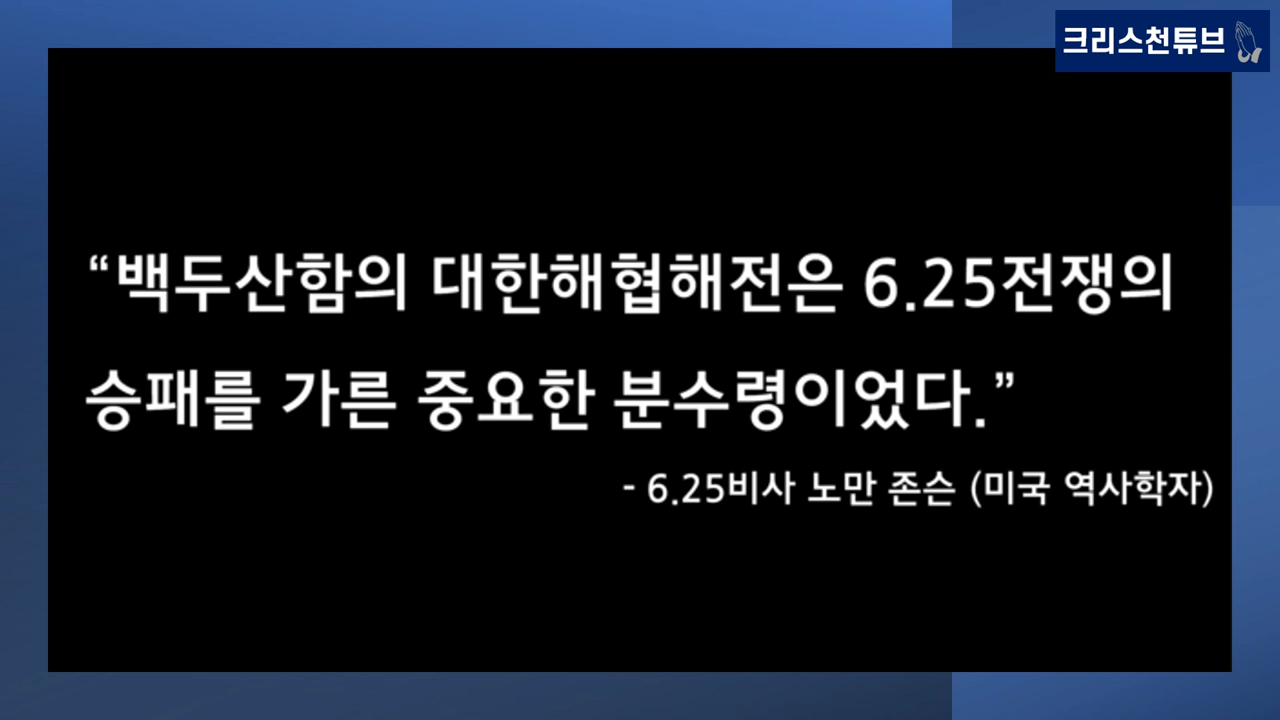 크리스천튜브
“백두산함의 대한해협해전은 6.25전쟁의
승패를 가른 중요한 분수령이었다.”
- 6.25비사 노만 존슨 (미국 역사학자)